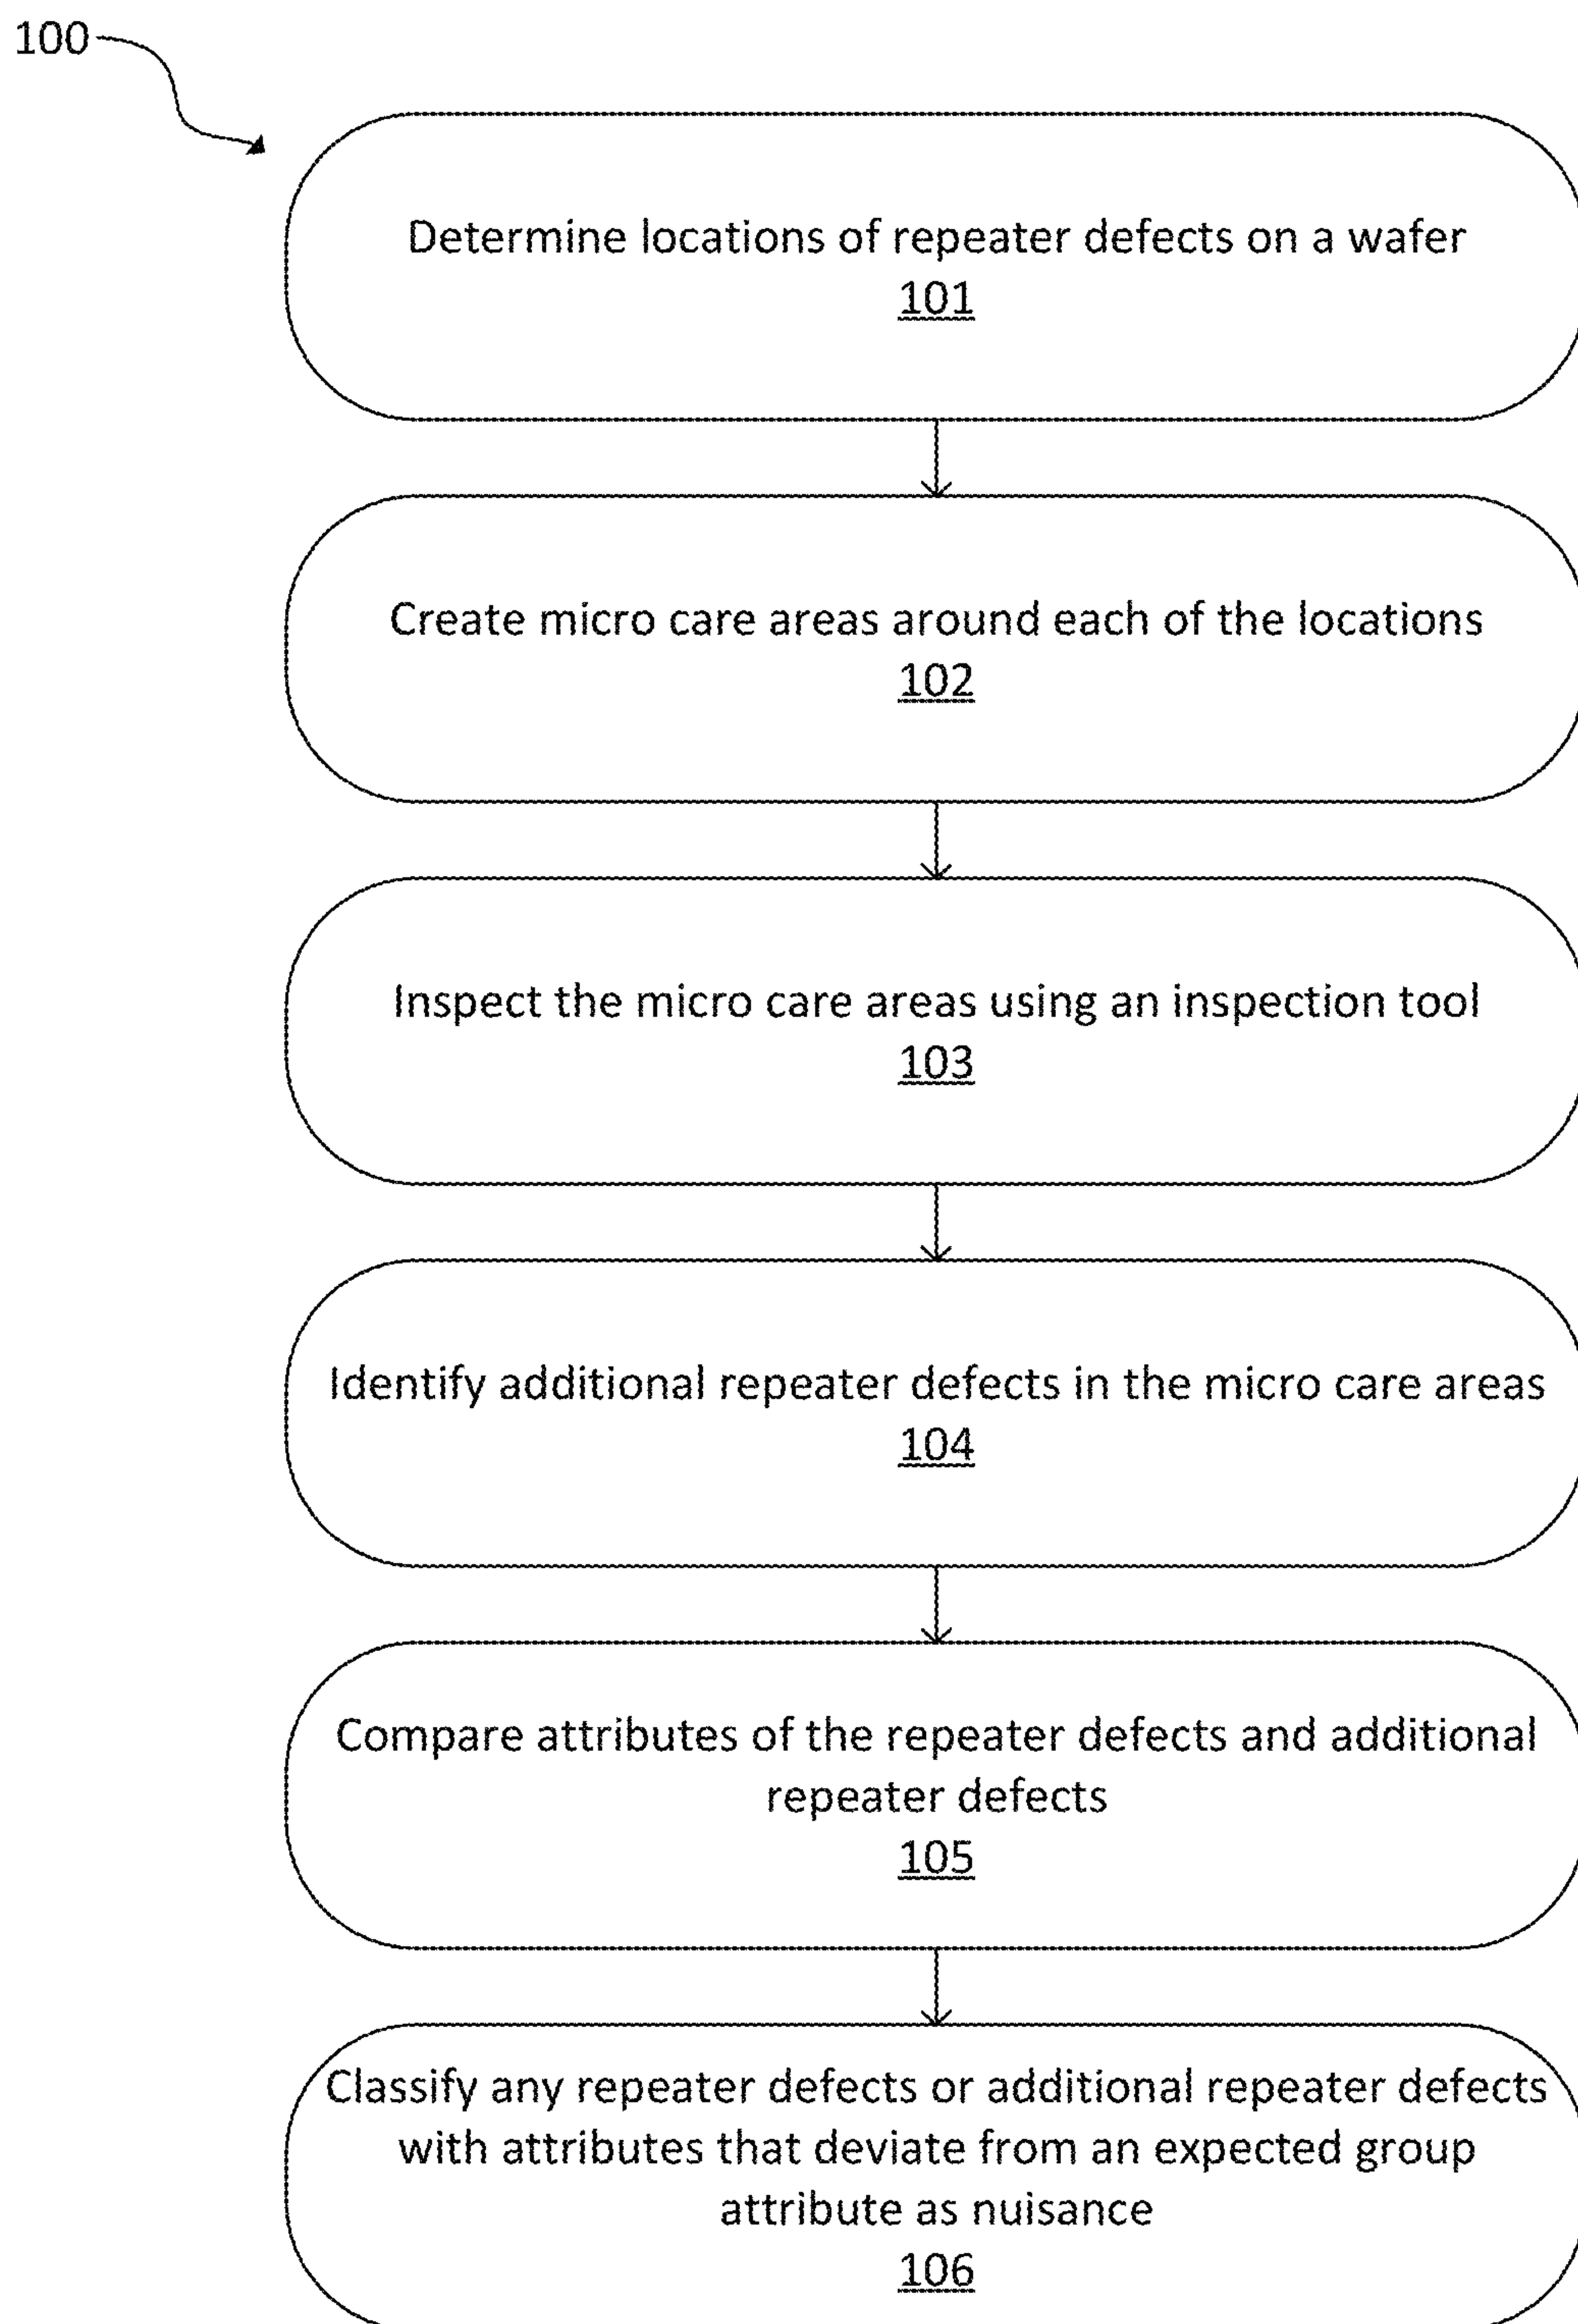 100
Determine locations of repeater defects on a wafer
101
Create micro care areas around each of the locations
102
Inspect the micro care areas using an inspection tool
103
Identify additional repeater defects in the micro care areas
104
Compare attributes of the repeater defects and additional
repeater defects
105
Classify any repeater defects or additional repeater defects
with attributes that deviate from an expected group
attribute as nuisance
106